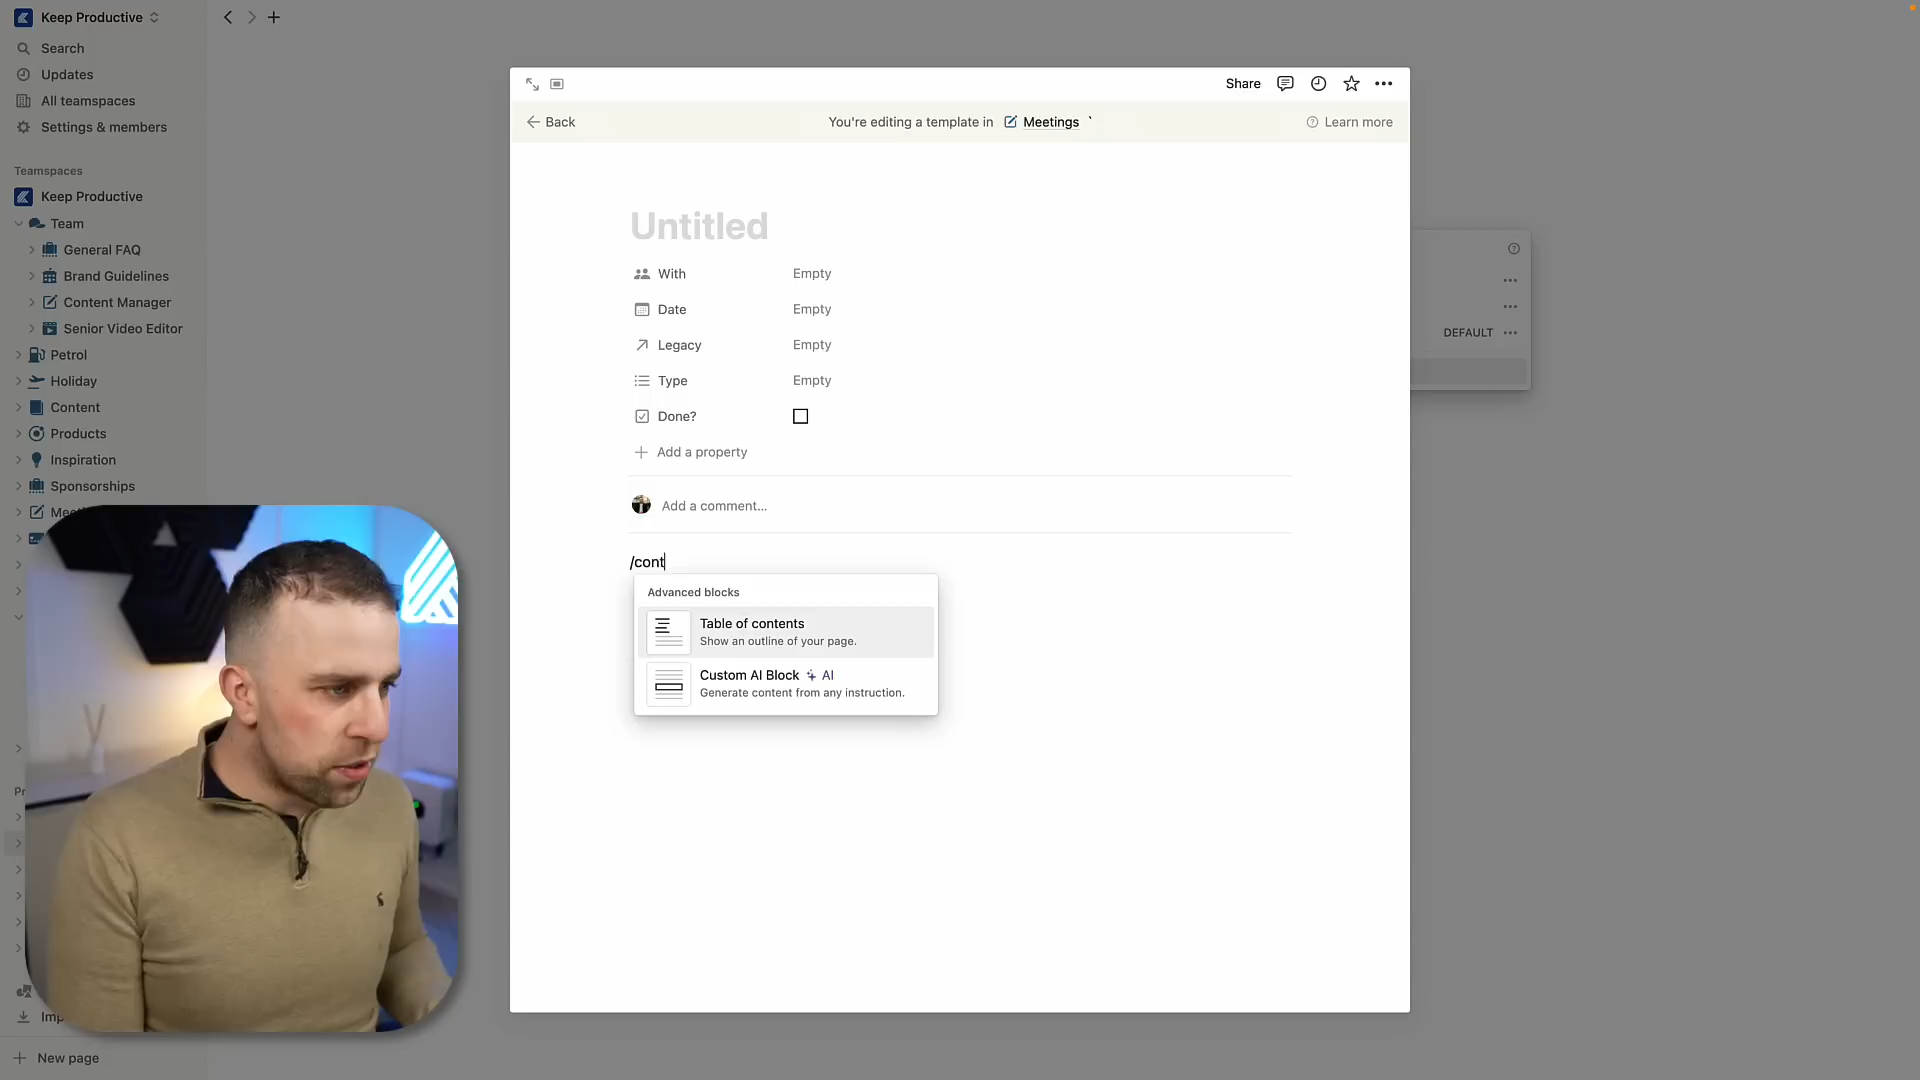 Keep Productive
Search
Updates
All teamspaces
Settings & members
Teamspaces
Keep Productive
Team
General FAQ
Brand Guidelines
Content Manager
Senior Video Editor
Petrol
Holiday
Content
Products
Inspiration
Sponsorships
New page
Share
Back
You're editing a template in Meetings
Learn more
Untitled
With Empty
Date Empty
Legacy Empty
Type Empty
Done?
Add a property
Add a comment...
/cont
Advanced blocks
Table of contents
Show an outline of your page.
Custom AI Block AI
Generate content from any instruction.
DEFAULT